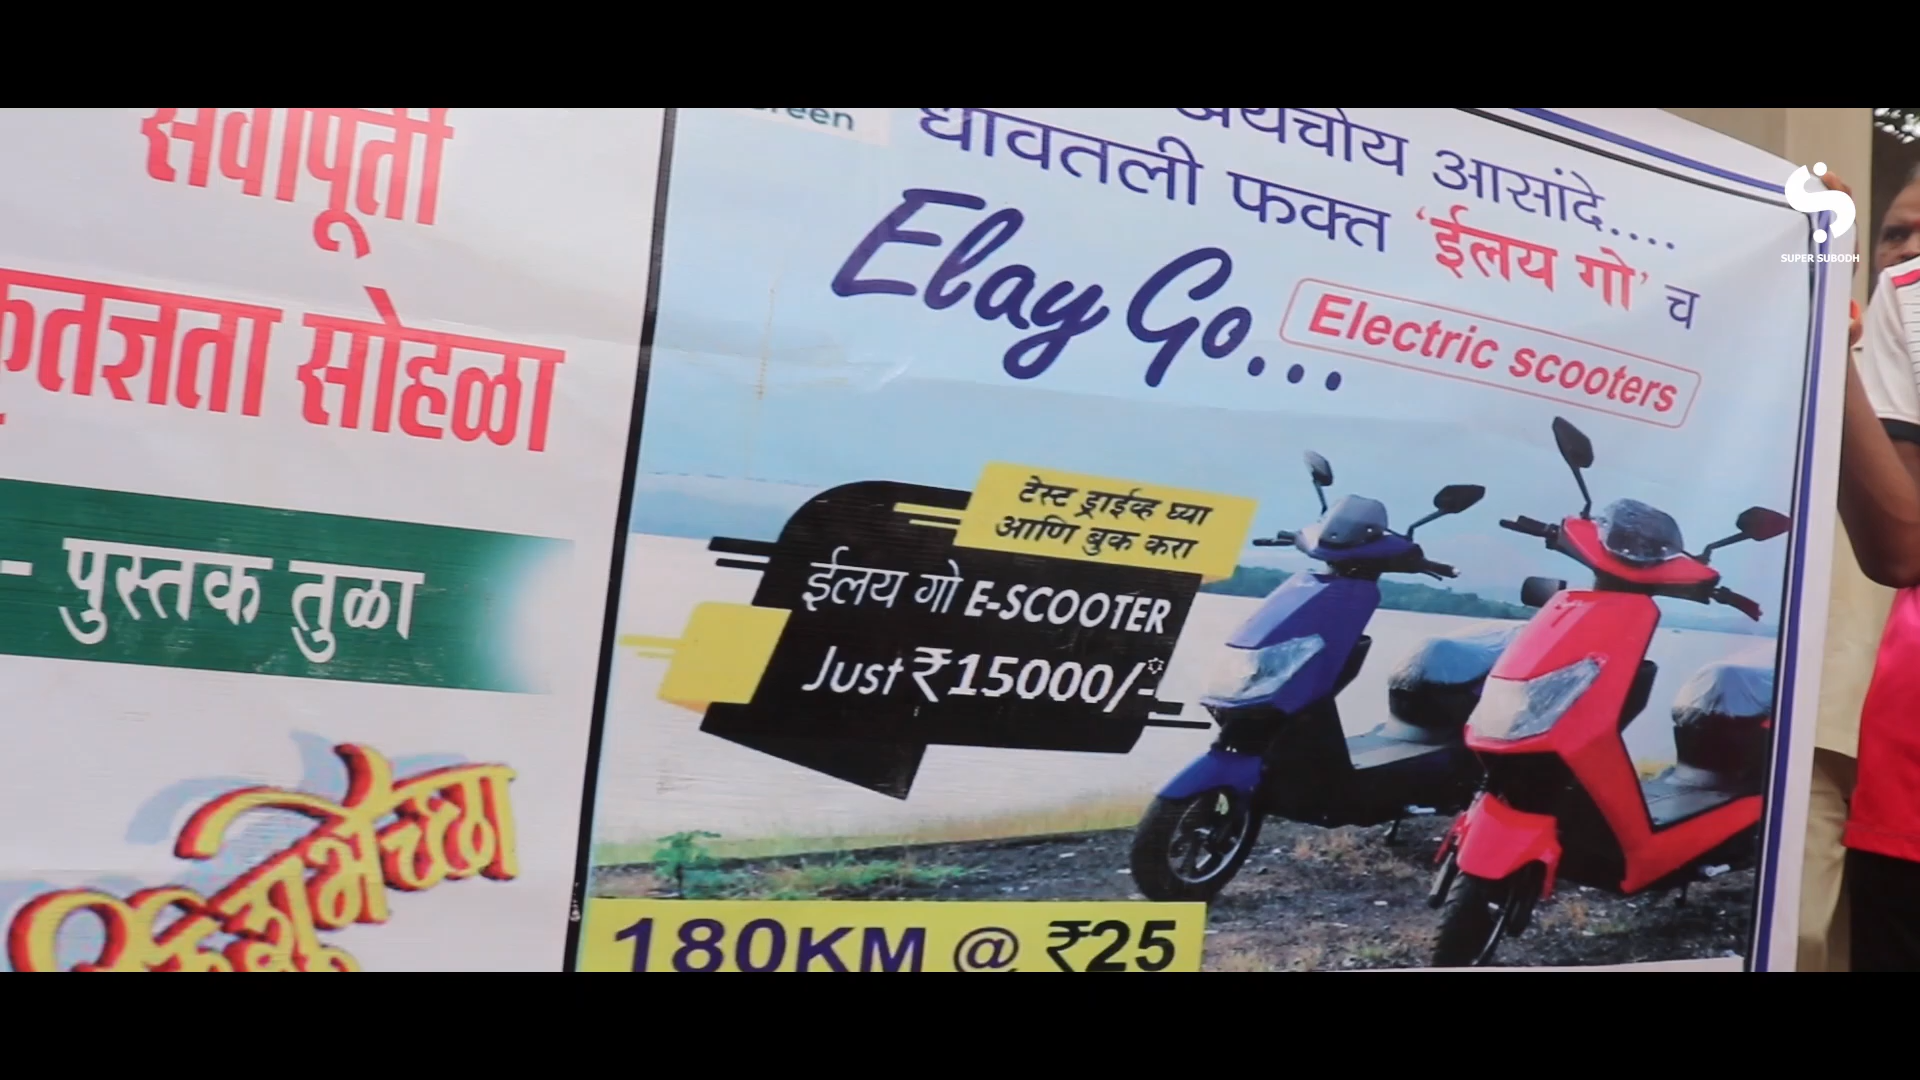 सेवापूर्ती
कृतज्ञता सोहळा
- पुस्तक तुळा
शुभेच्छा
आसांदे....
धावतली फक्त 'ईलय गो' च
Elay Go...
Electric scooters
टेस्ट ड्राईव्ह घ्या
आणि बुक करा
ईलय गो E-SCOOTER
Just ₹15000/-*
180KM @ ₹25
SUPER SUBODH